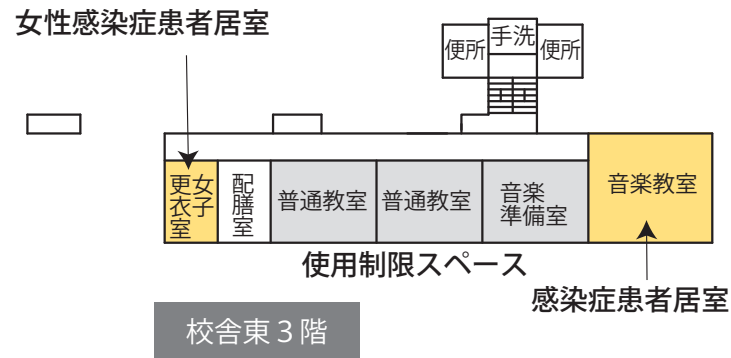 女性感染症患者居室
便所
手洗
便所
女子
更衣室
配膳室
普通教室
普通教室
音楽
準備室
音楽教室
使用制限スペース
感染症患者居室
校舎東３階